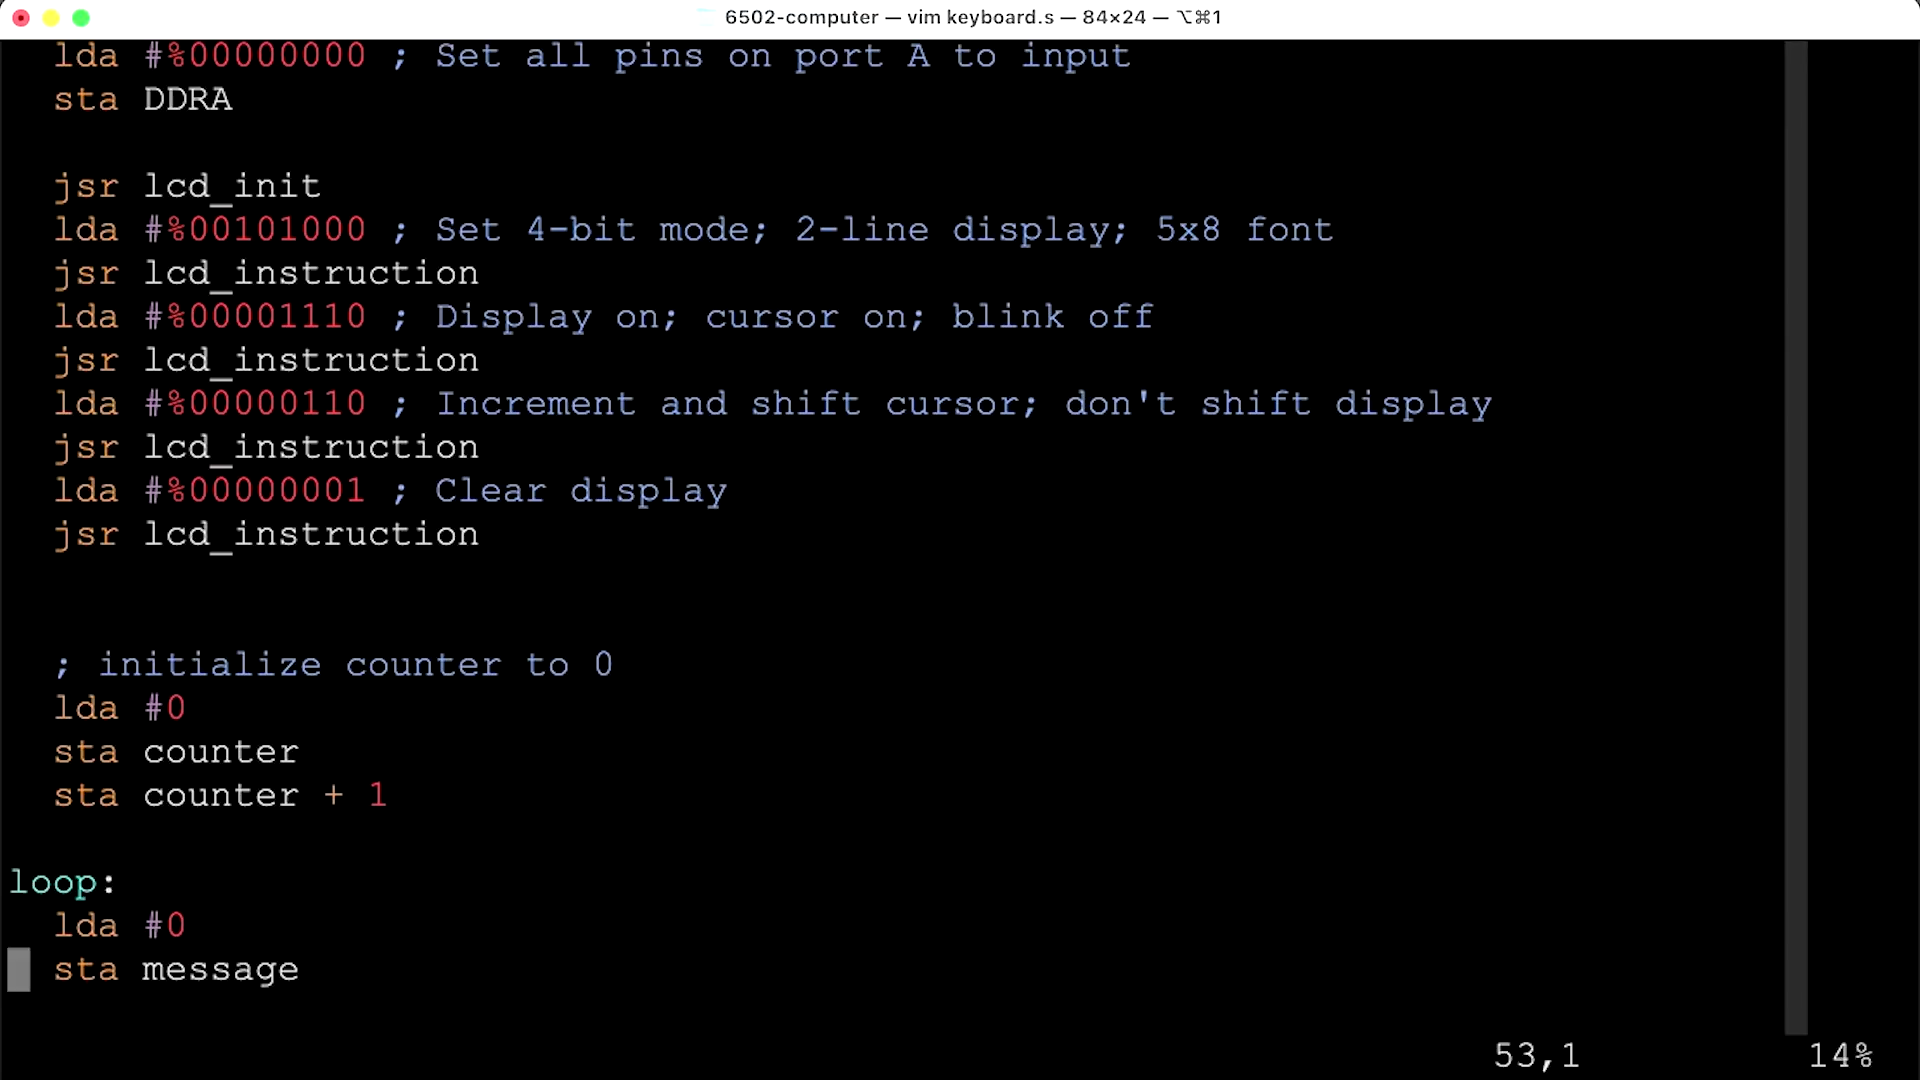 6502-computer — vim keyboard.s — 84×24 — ⌥⌘1
lda #%00000000 ; Set all pins on port A to input
sta DDRA
jsr lcd_init
lda #%00101000 ; Set 4-bit mode; 2-line display; 5x8 font
jsr lcd_instruction
lda #%00001110 ; Display on; cursor on; blink off
jsr lcd_instruction
lda #%00000110 ; Increment and shift cursor; don't shift display
jsr lcd_instruction
lda #%00000001 ; Clear display
jsr lcd_instruction
; initialize counter to 0
lda #0
sta counter
sta counter + 1
loop:
lda #0
sta message
53,1 14%